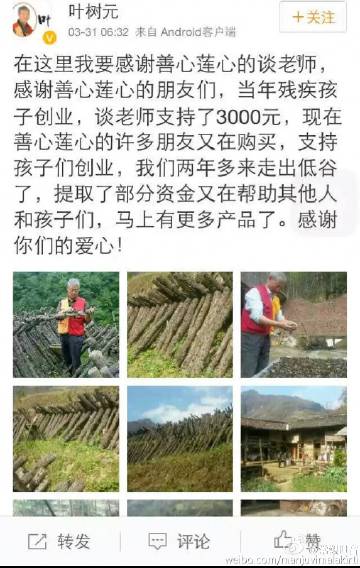 叶树元
03-31 06:32 来自 Android客户端
+关注
在这里我要感谢善心莲心的谈老师，
感谢善心莲心的朋友们，当年残疾孩
子创业，谈老师支持了3000元，现在
善心莲心的许多朋友又在购买，支持
孩子们创业，我们两年多来走出低谷
了，提取了部分资金又在帮助其他人
和孩子们，马上有更多产品了。感谢
你们的爱心！
转发
评论
赞
weibo.com/manjuvimalakirti